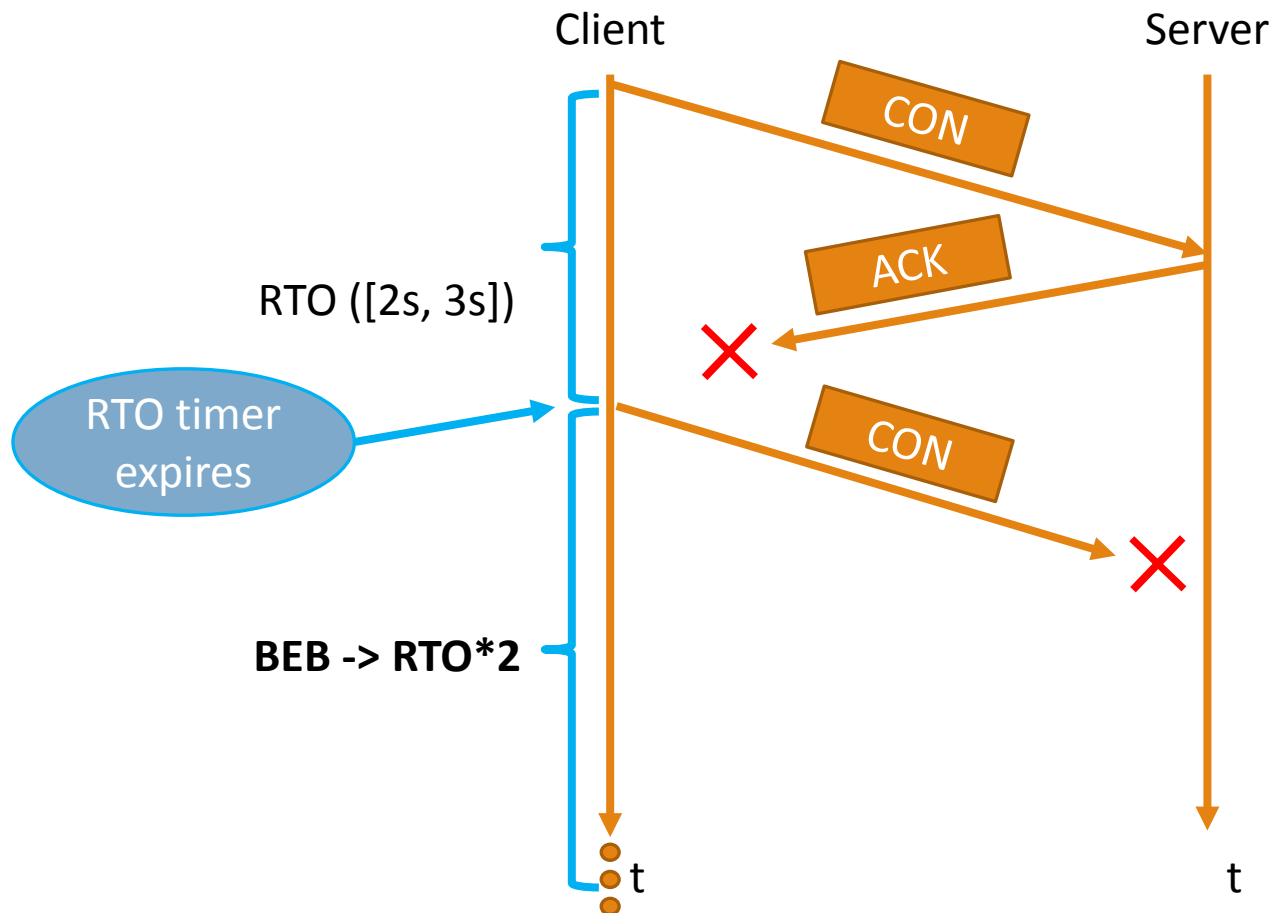 Client
Server
CON
ACK
RTO ([2s, 3s])
RTO timer
expires
CON
BEB -> RTO*2
t
t